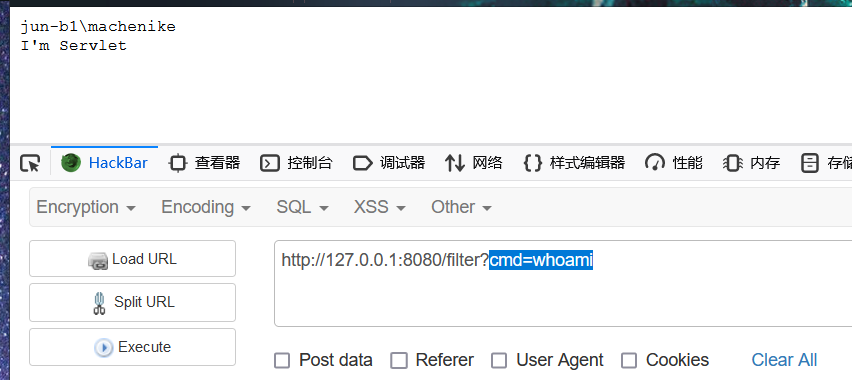 jun-b1\machenike
I'm Servlet
HackBar 查看器 控制台 调试器 网络 样式编辑器 性能 内存 存储
Encryption Encoding SQL XSS Other
Load URL
http://127.0.0.1:8080/filter?cmd=whoami
Split URL
Execute
Post data Referer User Agent Cookies Clear All